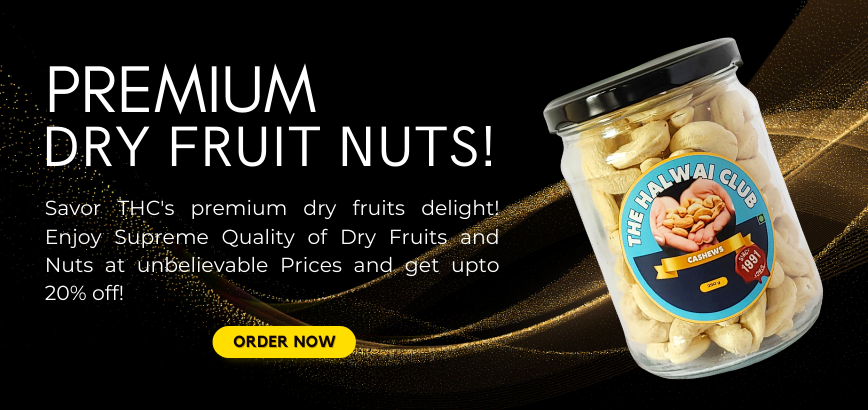 PREMIUM
DRY FRUIT NUTS!
Savor THC's premium dry fruits delight!
Enjoy Supreme Quality of Dry Fruits and
Nuts at unbelievable Prices and get upto
20% off!
ORDER NOW
THE HALWAI CLUB
CASHEWS
1991